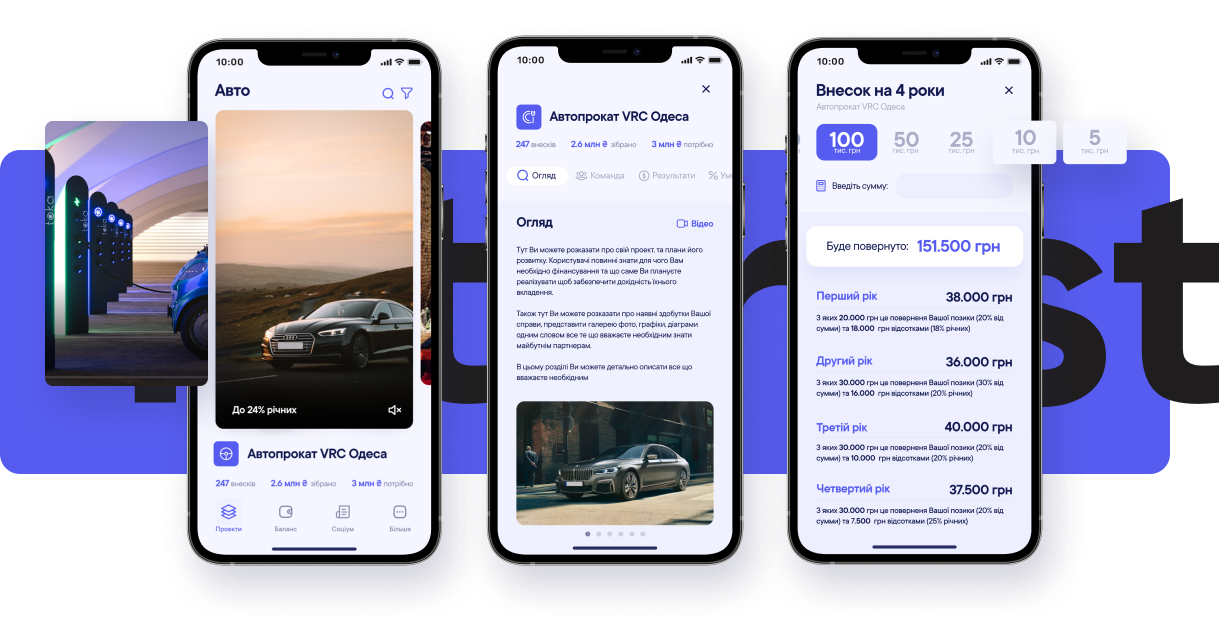 10:00
Авто
toka
toka
До 24% річних
Автопрокат VRC Одеса
247 внесків 2.6 млн ₴ зібрано 3 млн ₴ потрібно
Проекти Баланс Соціум Більше
10:00
Автопрокат VRC Одеса
247 внесків 2.6 млн ₴ зібрано 3 млн ₴ потрібно
Огляд Команда Результати % Умо
Огляд Відео
Тут Ви можете розказати про свій проект, та плани його
розвитку. Користувачі повинні знати для чого Вам
необхідно фінансування та що саме Ви плануєте
реалізувати щоб забезпечити дохідність їхнього
вкладення.
Також тут Ви можете розказати про наявні здобутки Вашої
справи, представити галерею фото, графіки, діаграми
одним словом все те що вважаєте необхідним знати
майбутнім партнерам.
В цьому розділі Ви можете детально описати все що
вважаєте необхідним
10:00
Внесок на 4 роки
Автопрокат VRC Одеса
100 50 25 10 5
тис. грн тис. грн тис. грн тис. грн тис. грн
Введіть сумму:
Буде повернуто: 151.500 грн
Перший рік 38.000 грн
З яких 20.000 грн це поверненя Вашої позики (20% від
сумми) та 18.000 грн відсотками (18% річних)
Другий рік 36.000 грн
З яких 30.000 грн це поверненя Вашої позики (30% від
сумми) та 16.000 грн відсотками (20% річних)
Третій рік 40.000 грн
З яких 30.000 грн це поверненя Вашої позики (20% від
сумми) та 10.000 грн відсотками (20% річних)
Четвертий рік 37.500 грн
З яких 30.000 грн це поверненя Вашої позики (20% від
сумми) та 7.500 грн відсотками (25% річних)